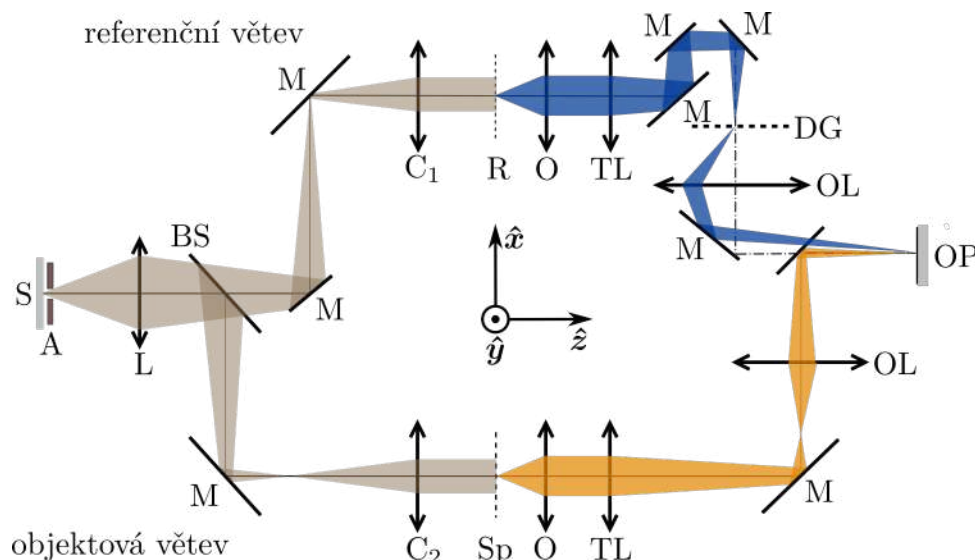 referenční větev
M
M
M
M
DG
C₁
R
O
TL
OL
BS
M
S
OP
A
L
M
x̂
ŷ
ẑ
OL
M
M
objektová větev
C₂
Sp
O
TL